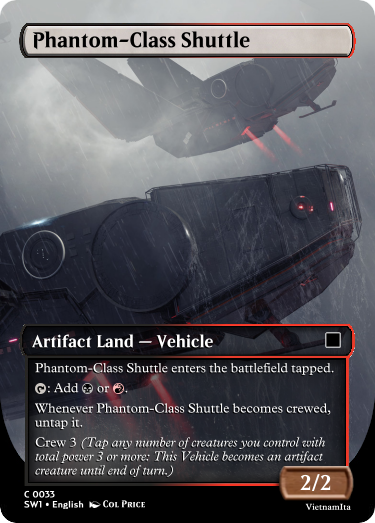 Phantom-Class Shuttle
Artifact Land — Vehicle
Phantom-Class Shuttle enters the battlefield tapped.
: Add or .
Whenever Phantom-Class Shuttle becomes crewed,
untap it.
Crew 3 (Tap any number of creatures you control with
total power 3 or more: This Vehicle becomes an artifact
creature until end of turn.)
2/2
C 0033
SW1 • English Col Price
VietnamIta